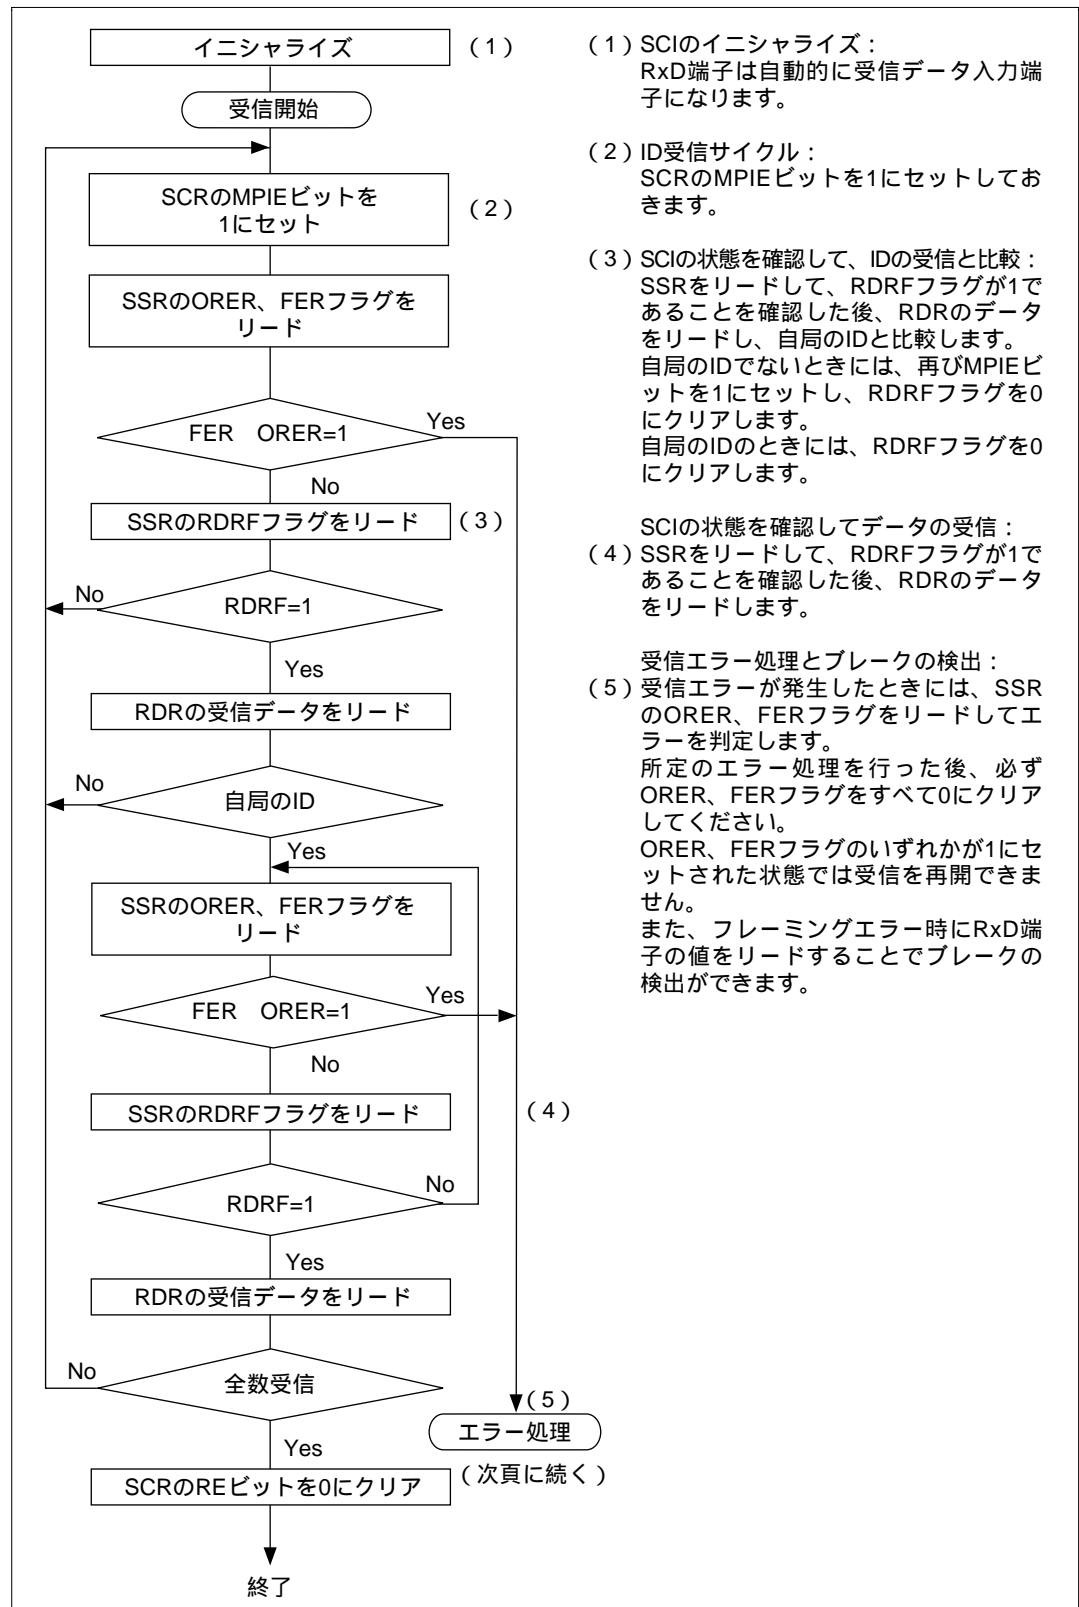 イニシャライズ （1）
受信開始
SCRのMPIEビットを
1にセット
（2）
SSRのORER、FERフラグを
リード
FER　ORER=1
Yes
No
SSRのRDRFフラグをリード （3）
No
RDRF=1
Yes
RDRの受信データをリード
No
自局のID
Yes
SSRのORER、FERフラグを
リード
FER　ORER=1
Yes
No
SSRのRDRFフラグをリード
（4）
RDRF=1
No
Yes
RDRの受信データをリード
No
全数受信
（5）
エラー処理
（次頁に続く）
Yes
SCRのREビットを0にクリア
終了
（1）SCIのイニシャライズ：
RxD端子は自動的に受信データ入力端
子になります。
（2）ID受信サイクル：
SCRのMPIEビットを1にセットしてお
きます。
（3）SCIの状態を確認して、IDの受信と比較：
SSRをリードして、RDRFフラグが1で
あることを確認した後、RDRのデータ
をリードし、自局のIDと比較します。
自局のIDでないときには、再びMPIEビ
ットを1にセットし、RDRFフラグを0
にクリアします。
自局のIDのときには、RDRFフラグを0
にクリアします。
SCIの状態を確認してデータの受信：
（4）SSRをリードして、RDRFフラグが1で
あることを確認した後、RDRのデータ
をリードします。
受信エラー処理とブレークの検出：
（5）受信エラーが発生したときには、SSR
のORER、FERフラグをリードしてエ
ラーを判定します。
所定のエラー処理を行った後、必ず
ORER、FERフラグをすべて0にクリア
してください。
ORER、FERフラグのいずれかが1にセ
ットされた状態では受信を再開できま
せん。
また、フレーミングエラー時にRxD端
子の値をリードすることでブレークの
検出ができます。